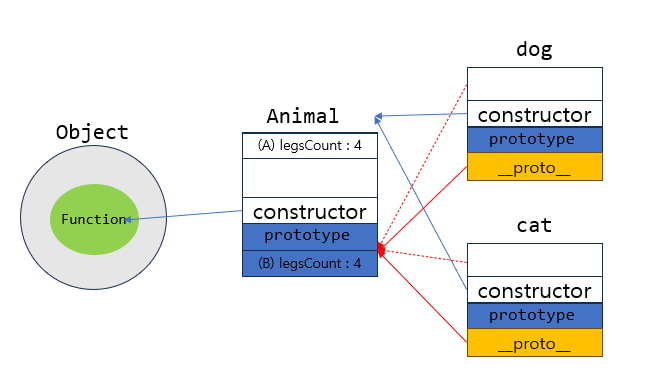 Object
Function
Animal
(A) legsCount : 4
constructor
prototype
(B) legsCount : 4
dog
constructor
prototype
__proto__
cat
constructor
prototype
__proto__